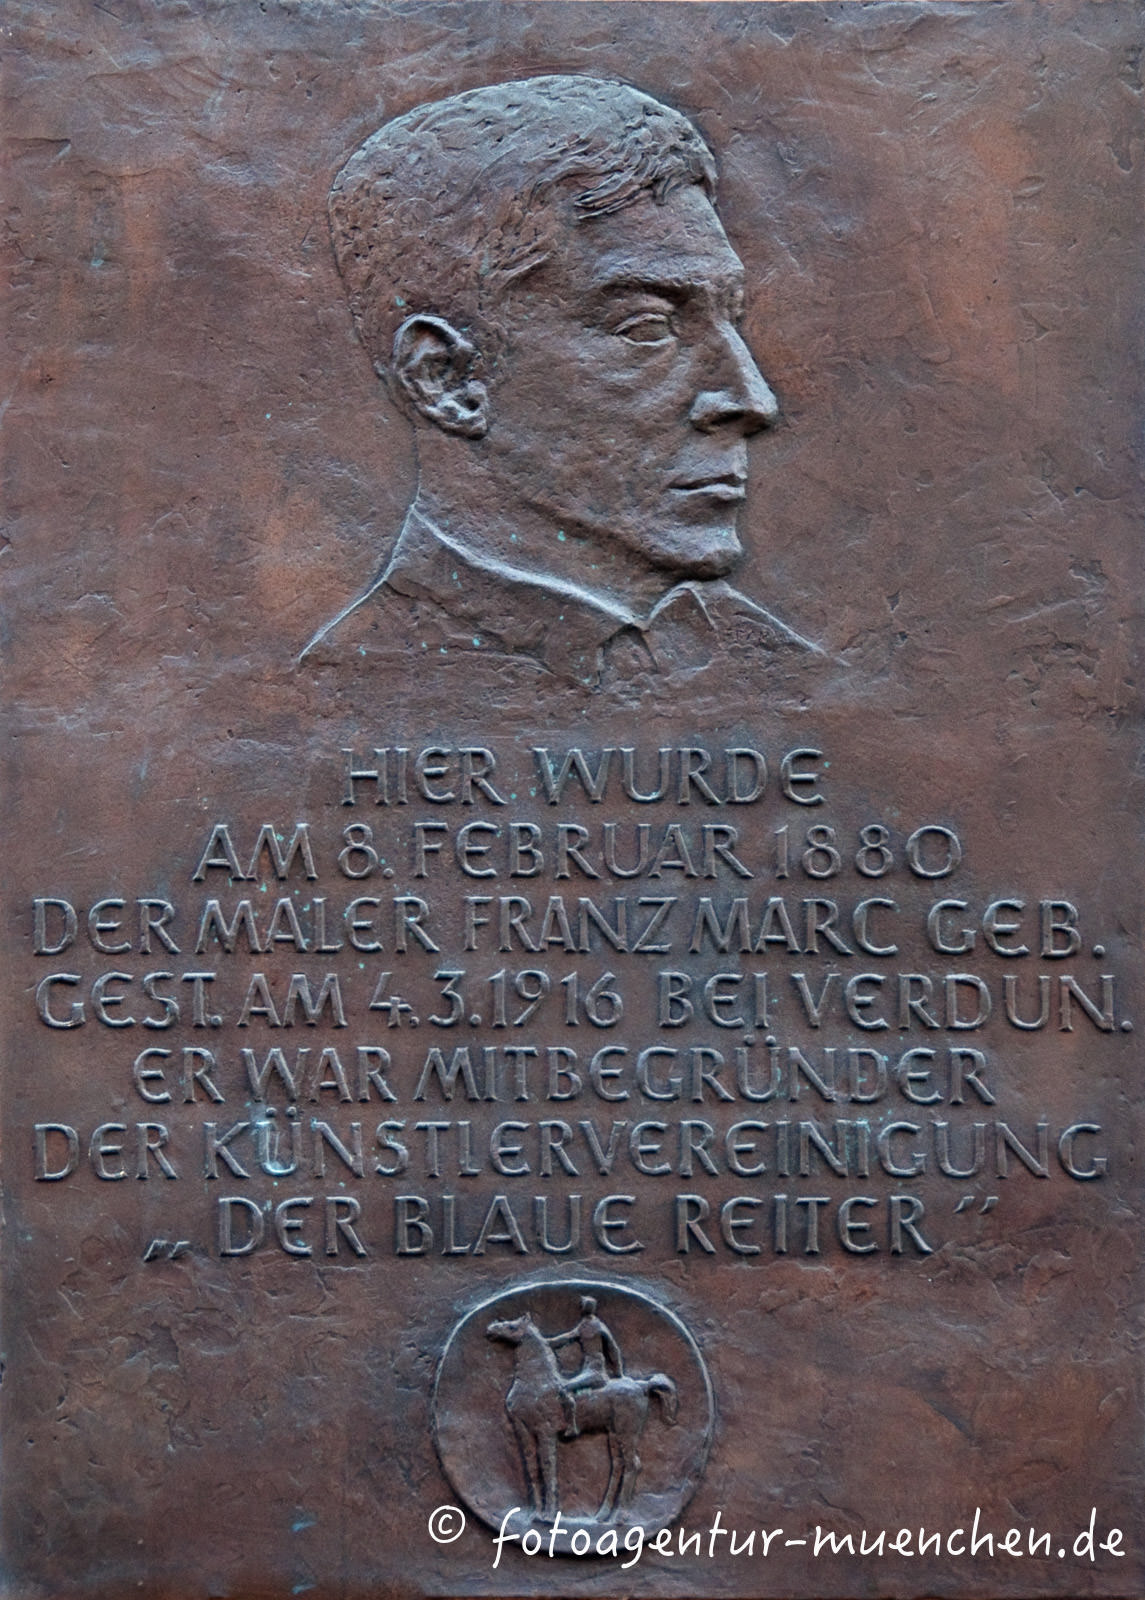 HIER WURDE
AM 8. FEBRUAR 1880
DER MALER FRANZ MARC GEB.
GEST. AM 4.3.1916 BEI VERDUN.
ER WAR MITBEGRÜNDER
DER KÜNSTLERVEREINIGUNG
„DER BLAUE REITER”
© fotoagentur-muenchen.de